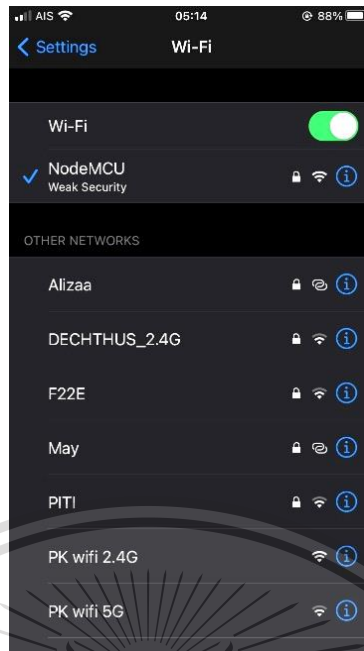 AIS 05:14 88%
Settings Wi-Fi
Wi-Fi
NodeMCU
Weak Security
OTHER NETWORKS
Alizaa
DECHTHUS_2.4G
F22E
May
PITI
PK wifi 2.4G
PK wifi 5G